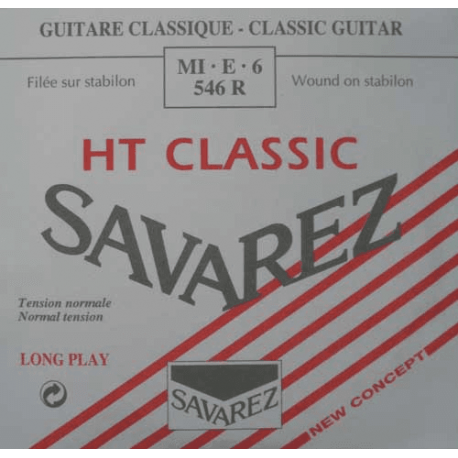 GUITARE CLASSIQUE - CLASSIC GUITAR
MI · E · 6
546 R
Filée sur stabilon
Wound on stabilon
HT CLASSIC
SAVAREZ
Tension normale
Normal tension
LONG PLAY
SAVAREZ
NEW CONCEPT